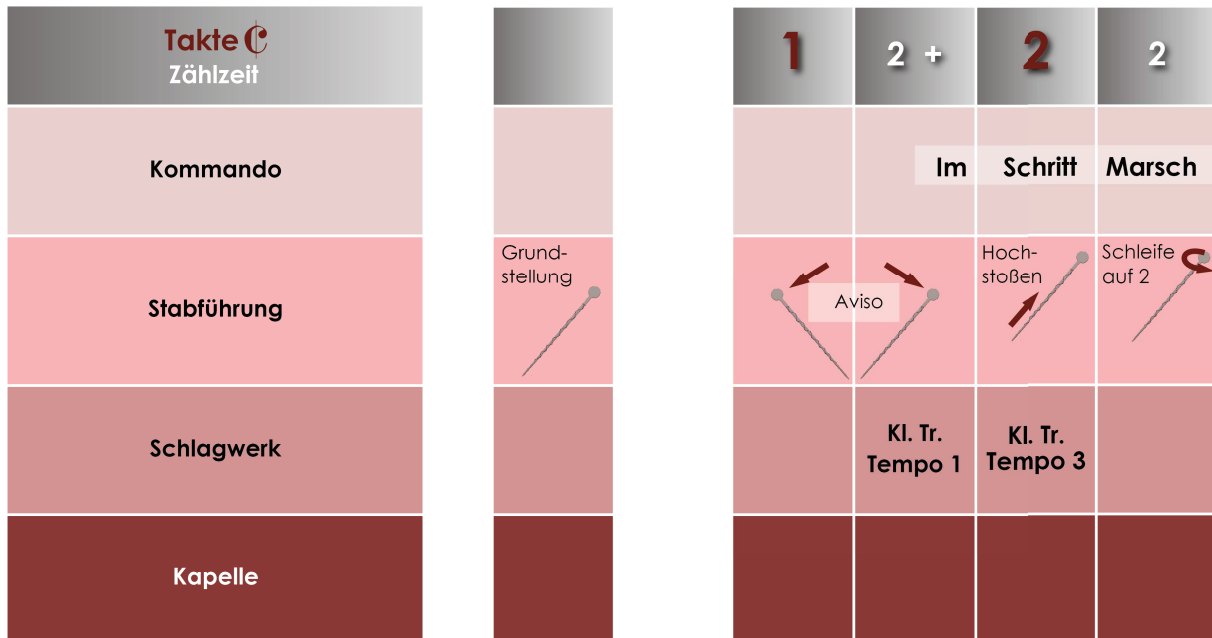 Takte ₵
Zählzeit
1
2 +
2
2
Kommando
Im Schritt Marsch
Stabführung
Grund-
stellung
Aviso
Hoch-
stoßen
Schleife
auf 2
Schlagwerk
Kl. Tr.
Tempo 1
Kl. Tr.
Tempo 3
Kapelle